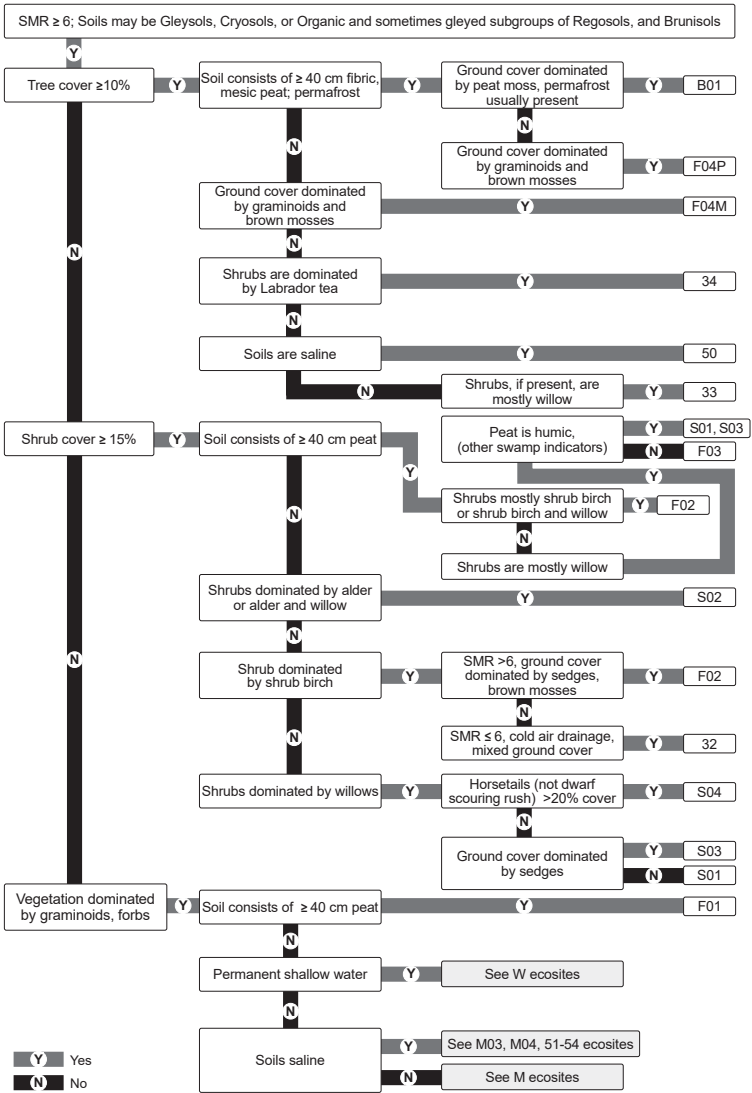 SMR ≥ 6; Soils may be Gleysols, Cryosols, or Organic and sometimes gleyed subgroups of Regosols, and Brunisols
Y
Tree cover ≥10%
Y
Soil consists of ≥ 40 cm fibric,
mesic peat; permafrost
Y
Ground cover dominated
by peat moss, permafrost
usually present
Y
B01
N
N
Ground cover dominated
by graminoids and
brown mosses
Y
F04P
Ground cover dominated
by graminoids and
brown mosses
Y
F04M
N
N
Shrubs are dominated
by Labrador tea
Y
34
N
Soils are saline
Y
50
N
Shrubs, if present, are
mostly willow
Y
33
Shrub cover ≥ 15%
Y
Soil consists of ≥ 40 cm peat
Y
Peat is humic,
(other swamp indicators)
Y
S01, S03
N
F03
Y
Shrubs mostly shrub birch
or shrub birch and willow
Y
F02
N
N
Shrubs are mostly willow
Shrubs dominated by alder
or alder and willow
Y
S02
N
N
Shrub dominated
by shrub birch
Y
SMR >6, ground cover
dominated by sedges,
brown mosses
Y
F02
N
N
SMR ≤ 6, cold air drainage,
mixed ground cover
Y
32
Shrubs dominated by willows
Y
Horsetails (not dwarf
scouring rush) >20% cover
Y
S04
N
Ground cover dominated
by sedges
Y
S03
N
S01
Vegetation dominated
by graminoids, forbs
Y
Soil consists of ≥ 40 cm peat
Y
F01
N
Permanent shallow water
Y
See W ecosites
N
Soils saline
Y
See M03, M04, 51-54 ecosites
N
See M ecosites
Y
Yes
N
No